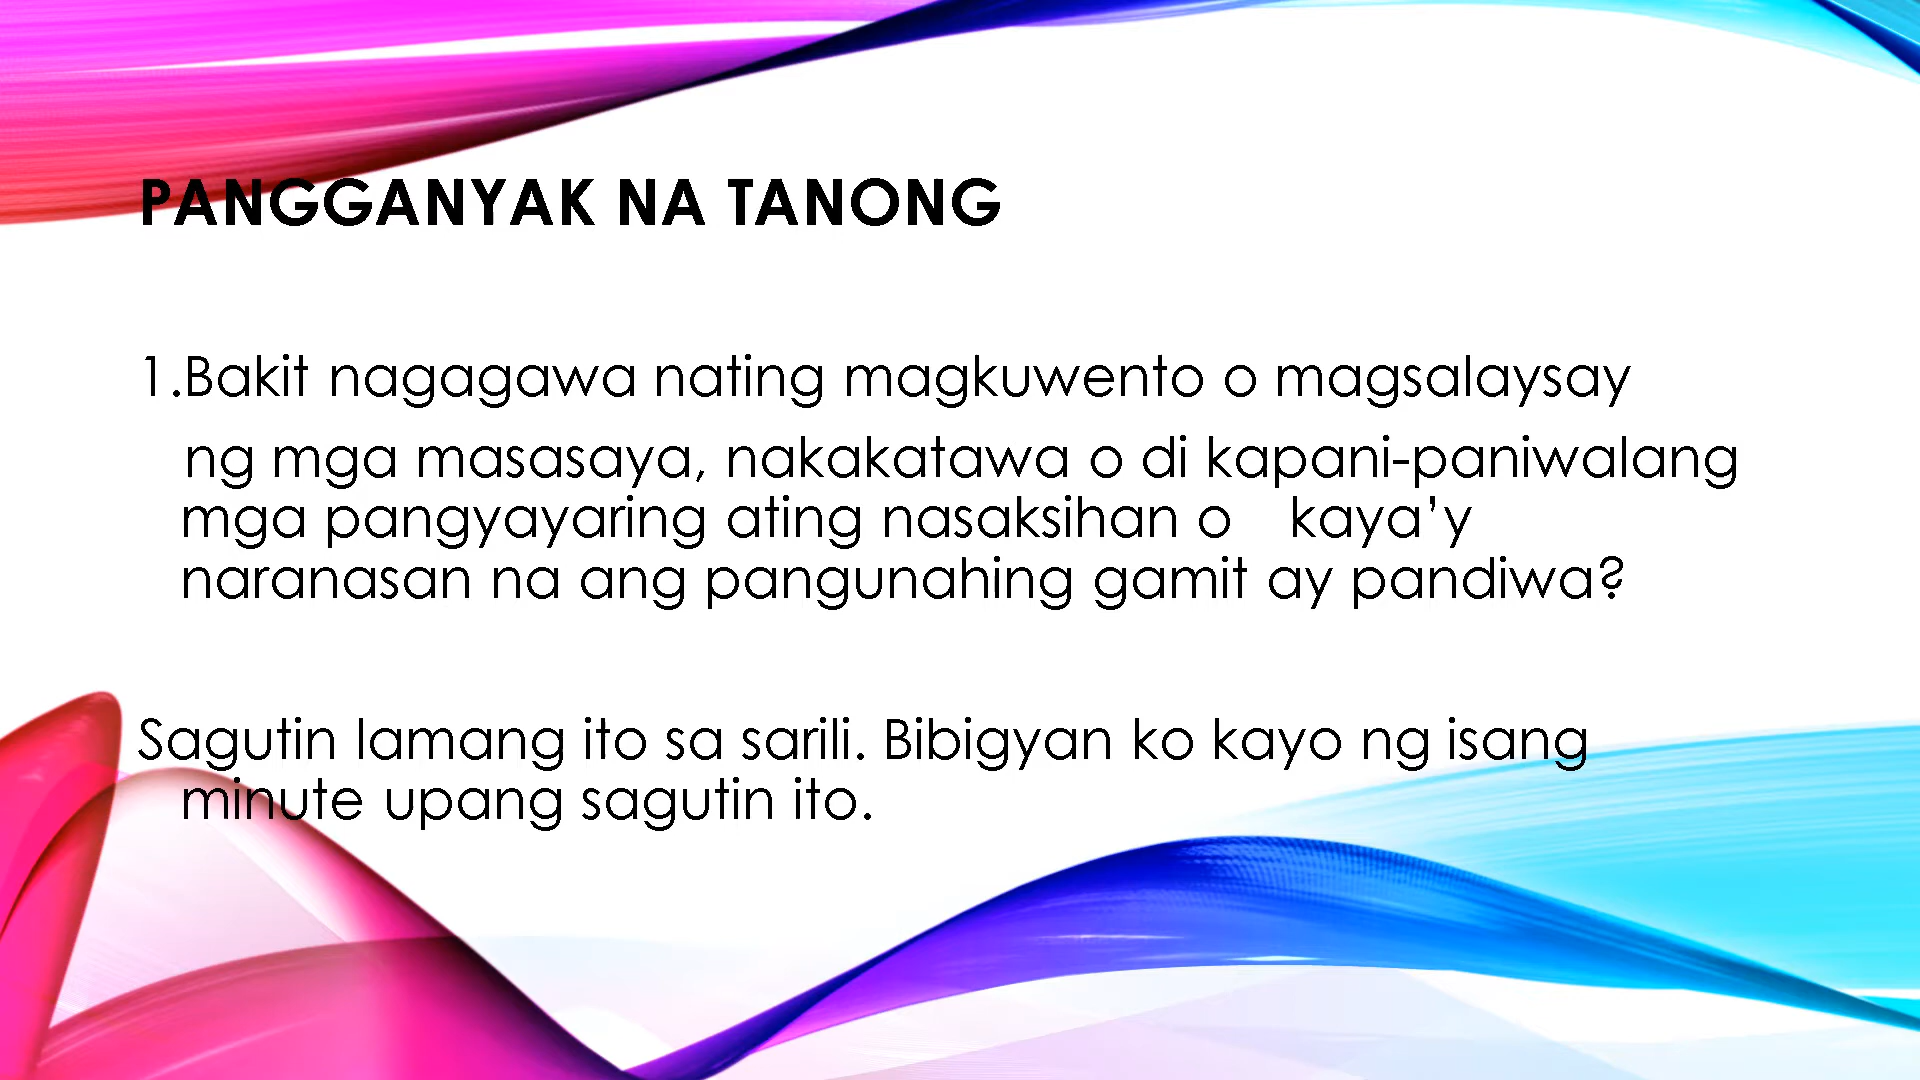 PANGGANYAK NA TANONG
1.Bakit nagagawa nating magkuwento o magsalaysay
ng mga masasaya, nakakatawa o di kapani-paniwalang
mga pangyayaring ating nasaksihan o kaya’y
naranasan na ang pangunahing gamit ay pandiwa?
Sagutin lamang ito sa sarili. Bibigyan ko kayo ng isang
minute upang sagutin ito.